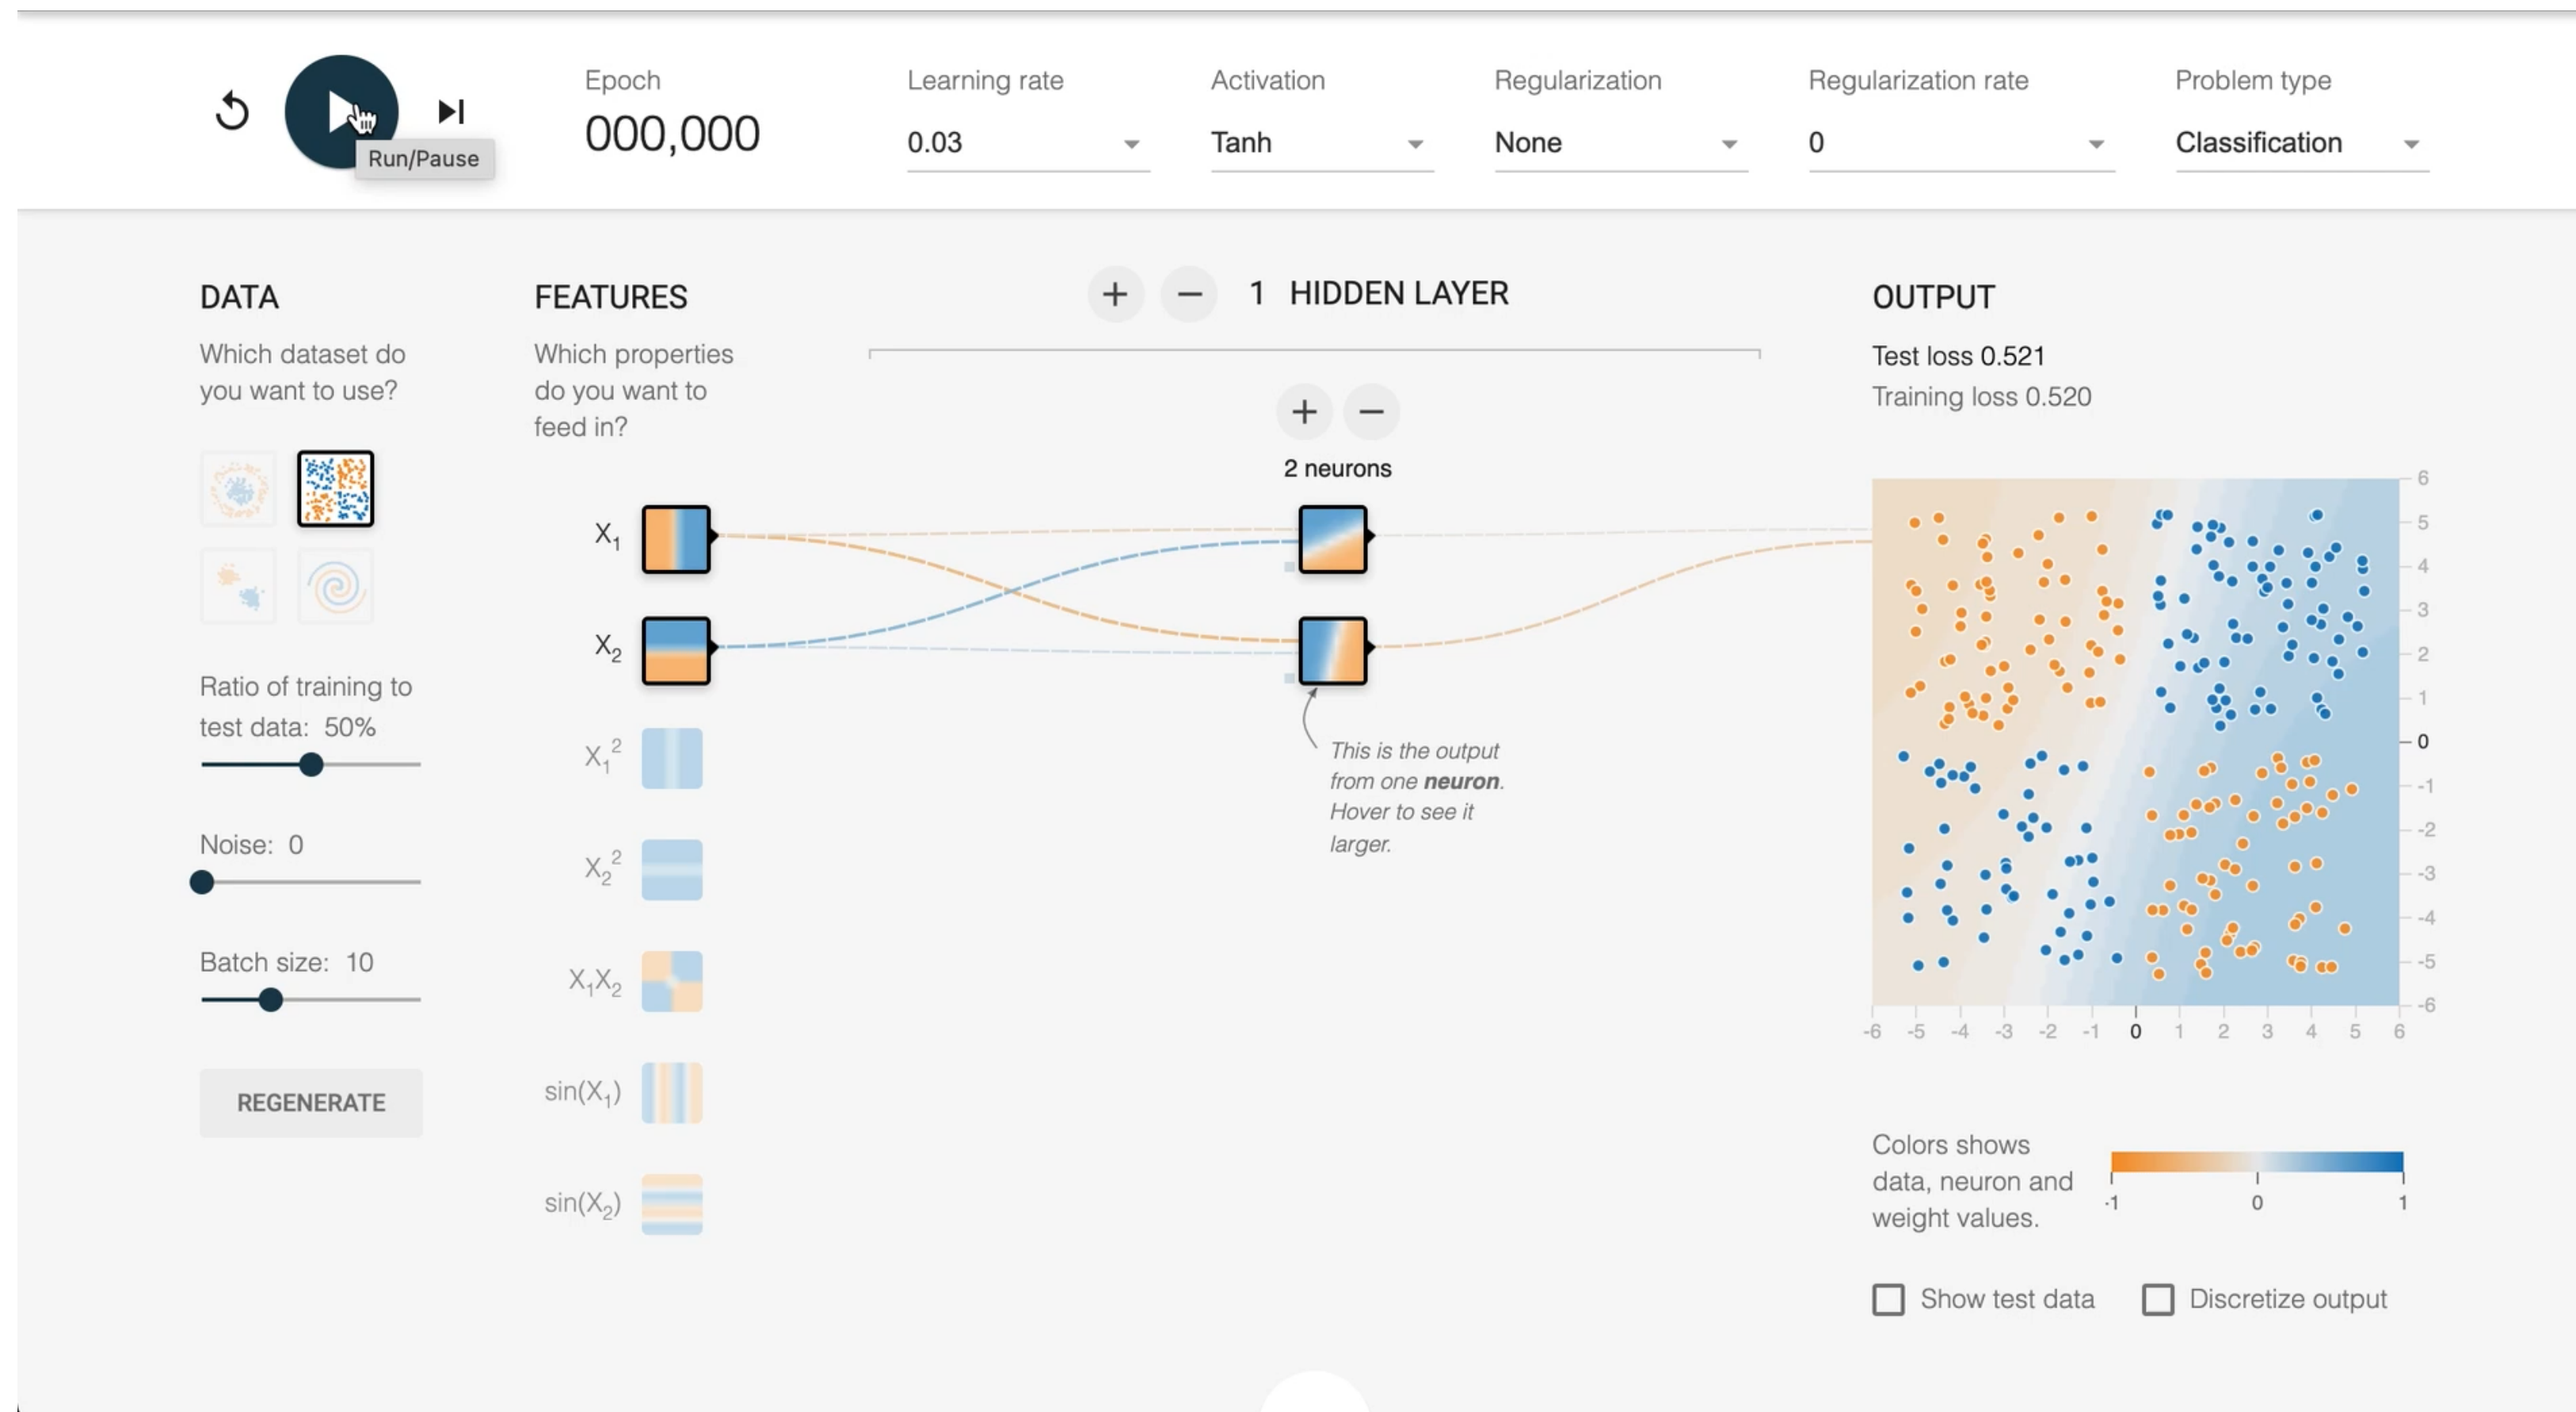 Epoch
000,000
Learning rate
0.03
Activation
Tanh
Regularization
None
Regularization rate
0
Problem type
Classification
Run/Pause
DATA
Which dataset do
you want to use?
Ratio of training to
test data: 50%
Noise: 0
Batch size: 10
REGENERATE
FEATURES
Which properties
do you want to
feed in?
X₁
X₂
X₁²
X₂²
X₁X₂
sin(X₁)
sin(X₂)
+ − 1 HIDDEN LAYER
+ −
2 neurons
This is the output
from one neuron.
Hover to see it
larger.
OUTPUT
Test loss 0.521
Training loss 0.520
6
5
4
3
2
1
0
-1
-2
-3
-4
-5
-6
-6 -5 -4 -3 -2 -1 0 1 2 3 4 5 6
Colors shows
data, neuron and
weight values.
-1 0 1
Show test data
Discretize output